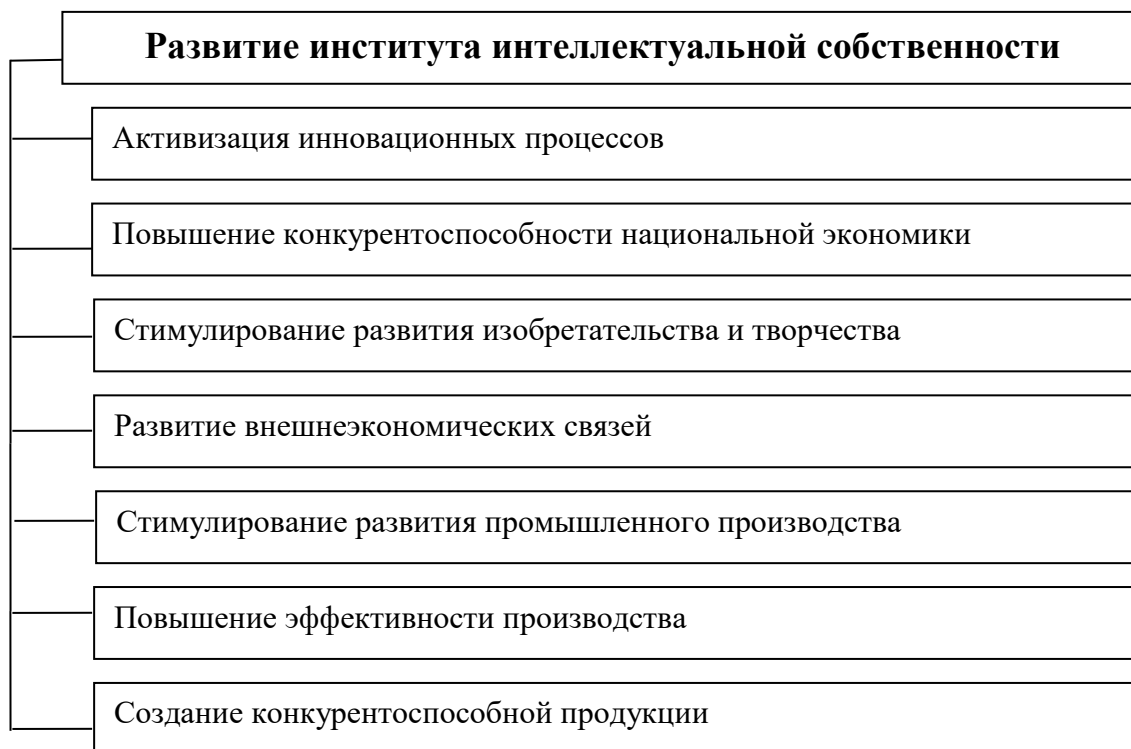 Развитие института интеллектуальной собственности
Активизация инновационных процессов
Повышение конкурентоспособности национальной экономики
Стимулирование развития изобретательства и творчества
Развитие внешнеэкономических связей
Стимулирование развития промышленного производства
Повышение эффективности производства
Создание конкурентоспособной продукции